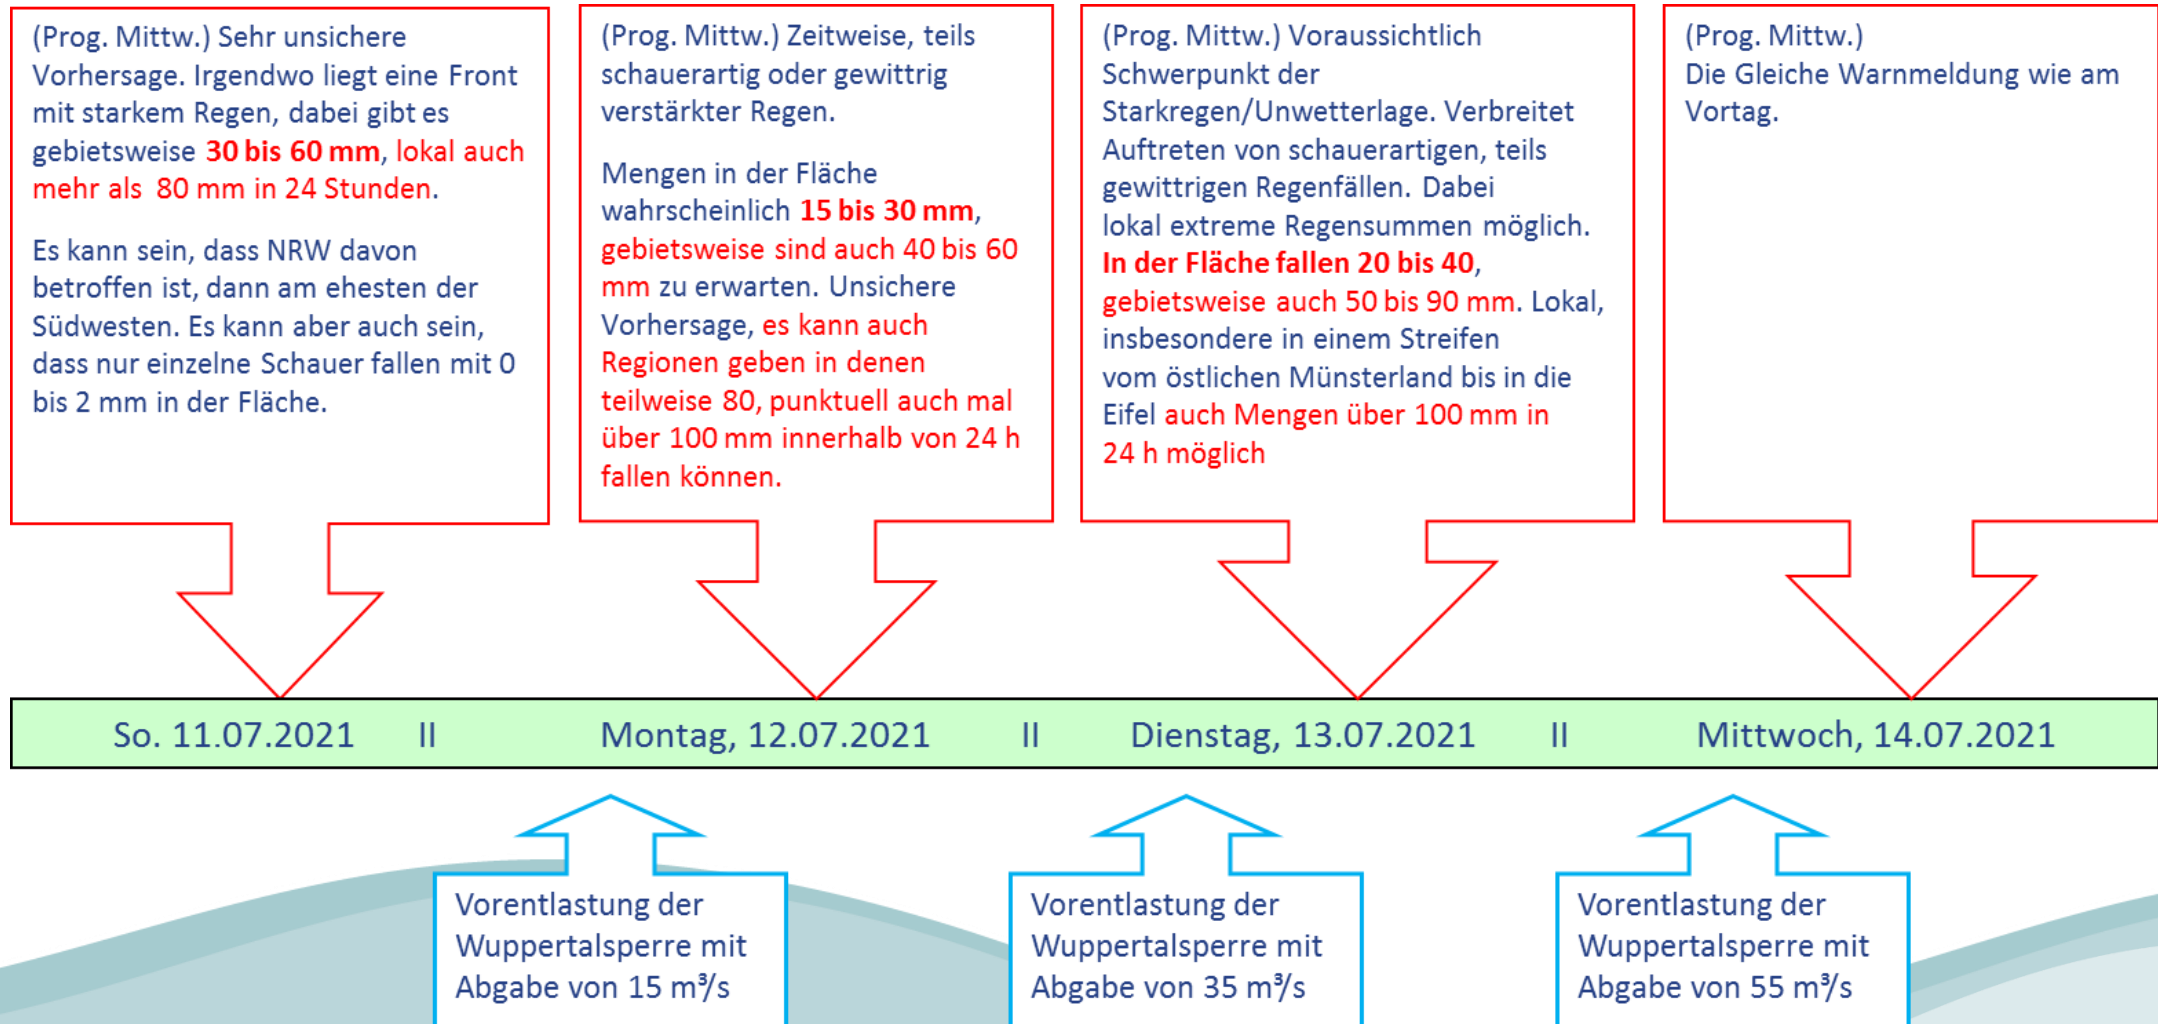 (Prog. Mittw.) Sehr unsichere
Vorhersage. Irgendwo liegt eine Front
mit starkem Regen, dabei gibt es
gebietsweise 30 bis 60 mm, lokal auch
mehr als 80 mm in 24 Stunden.
Es kann sein, dass NRW davon
betroffen ist, dann am ehesten der
Südwesten. Es kann aber auch sein,
dass nur einzelne Schauer fallen mit 0
bis 2 mm in der Fläche.
(Prog. Mittw.) Zeitweise, teils
schauerartig oder gewittrig
verstärkter Regen.
Mengen in der Fläche
wahrscheinlich 15 bis 30 mm,
gebietsweise sind auch 40 bis 60
mm zu erwarten. Unsichere
Vorhersage, es kann auch
Regionen geben in denen
teilweise 80, punktuell auch mal
über 100 mm innerhalb von 24 h
fallen können.
(Prog. Mittw.) Voraussichtlich
Schwerpunkt der
Starkregen/Unwetterlage. Verbreitet
Auftreten von schauerartigen, teils
gewittrigen Regenfällen. Dabei
lokal extreme Regensummen möglich.
In der Fläche fallen 20 bis 40,
gebietsweise auch 50 bis 90 mm. Lokal,
insbesondere in einem Streifen
vom östlichen Münsterland bis in die
Eifel auch Mengen über 100 mm in
24 h möglich
(Prog. Mittw.)
Die Gleiche Warnmeldung wie am
Vortag.
So. 11.07.2021 II Montag, 12.07.2021 II Dienstag, 13.07.2021 II Mittwoch, 14.07.2021
Vorentlastung der
Wuppertalsperre mit
Abgabe von 15 m³/s
Vorentlastung der
Wuppertalsperre mit
Abgabe von 35 m³/s
Vorentlastung der
Wuppertalsperre mit
Abgabe von 55 m³/s